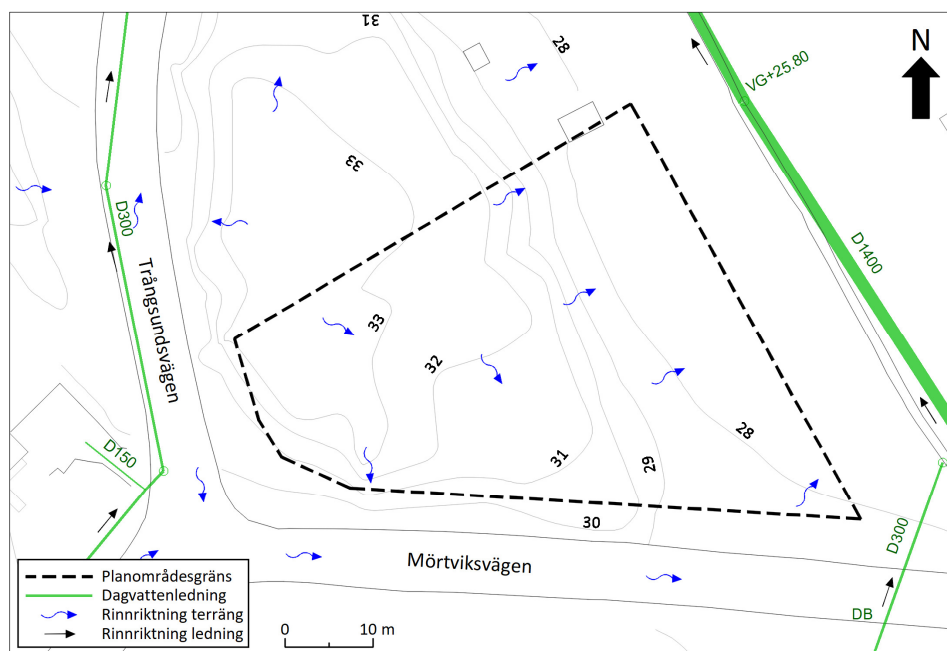 31
28
VG+25.80
N
33
D300
D1400
Trångsundsvägen
33
32
D150
31
29
28
30
D300
Mörtviksvägen
DB
Planområdesgräns
Dagvattenledning
Rinnriktning terräng
Rinnriktning ledning
0 10 m